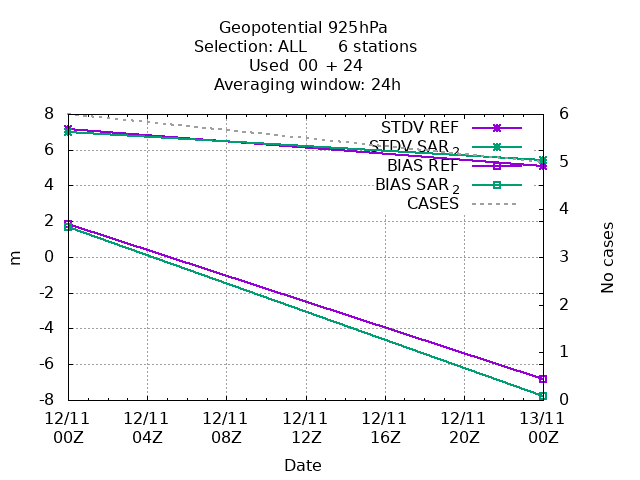 Geopotential 925hPa
Selection: ALL      6 stations
Used  00 + 24
Averaging window: 24h
STDV REF
STDV SAR 2
BIAS REF
BIAS SAR 2
CASES
8
6
4
2
0
-2
-4
-6
-8
m
6
5
4
3
2
1
0
No cases
12/11 12/11 12/11 12/11 12/11 12/11 13/11
00Z 04Z 08Z 12Z 16Z 20Z 00Z
Date